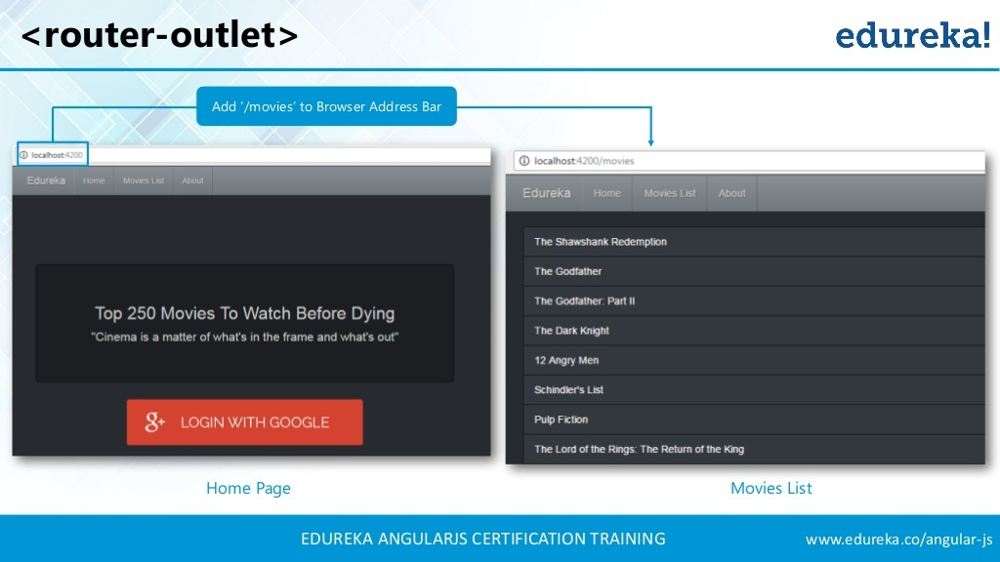 <router-outlet>
edureka!
Add ‘/movies’ to Browser Address Bar
localhost:4200
Edureka Home Movies List About
Top 250 Movies To Watch Before Dying
"Cinema is a matter of what's in the frame and what's out"
g+ LOGIN WITH GOOGLE
Home Page
localhost:4200/movies
Edureka Home Movies List About
The Shawshank Redemption
The Godfather
The Godfather: Part II
The Dark Knight
12 Angry Men
Schindler's List
Pulp Fiction
The Lord of the Rings: The Return of the King
Movies List
EDUREKA ANGULARJS CERTIFICATION TRAINING
www.edureka.co/angular-js